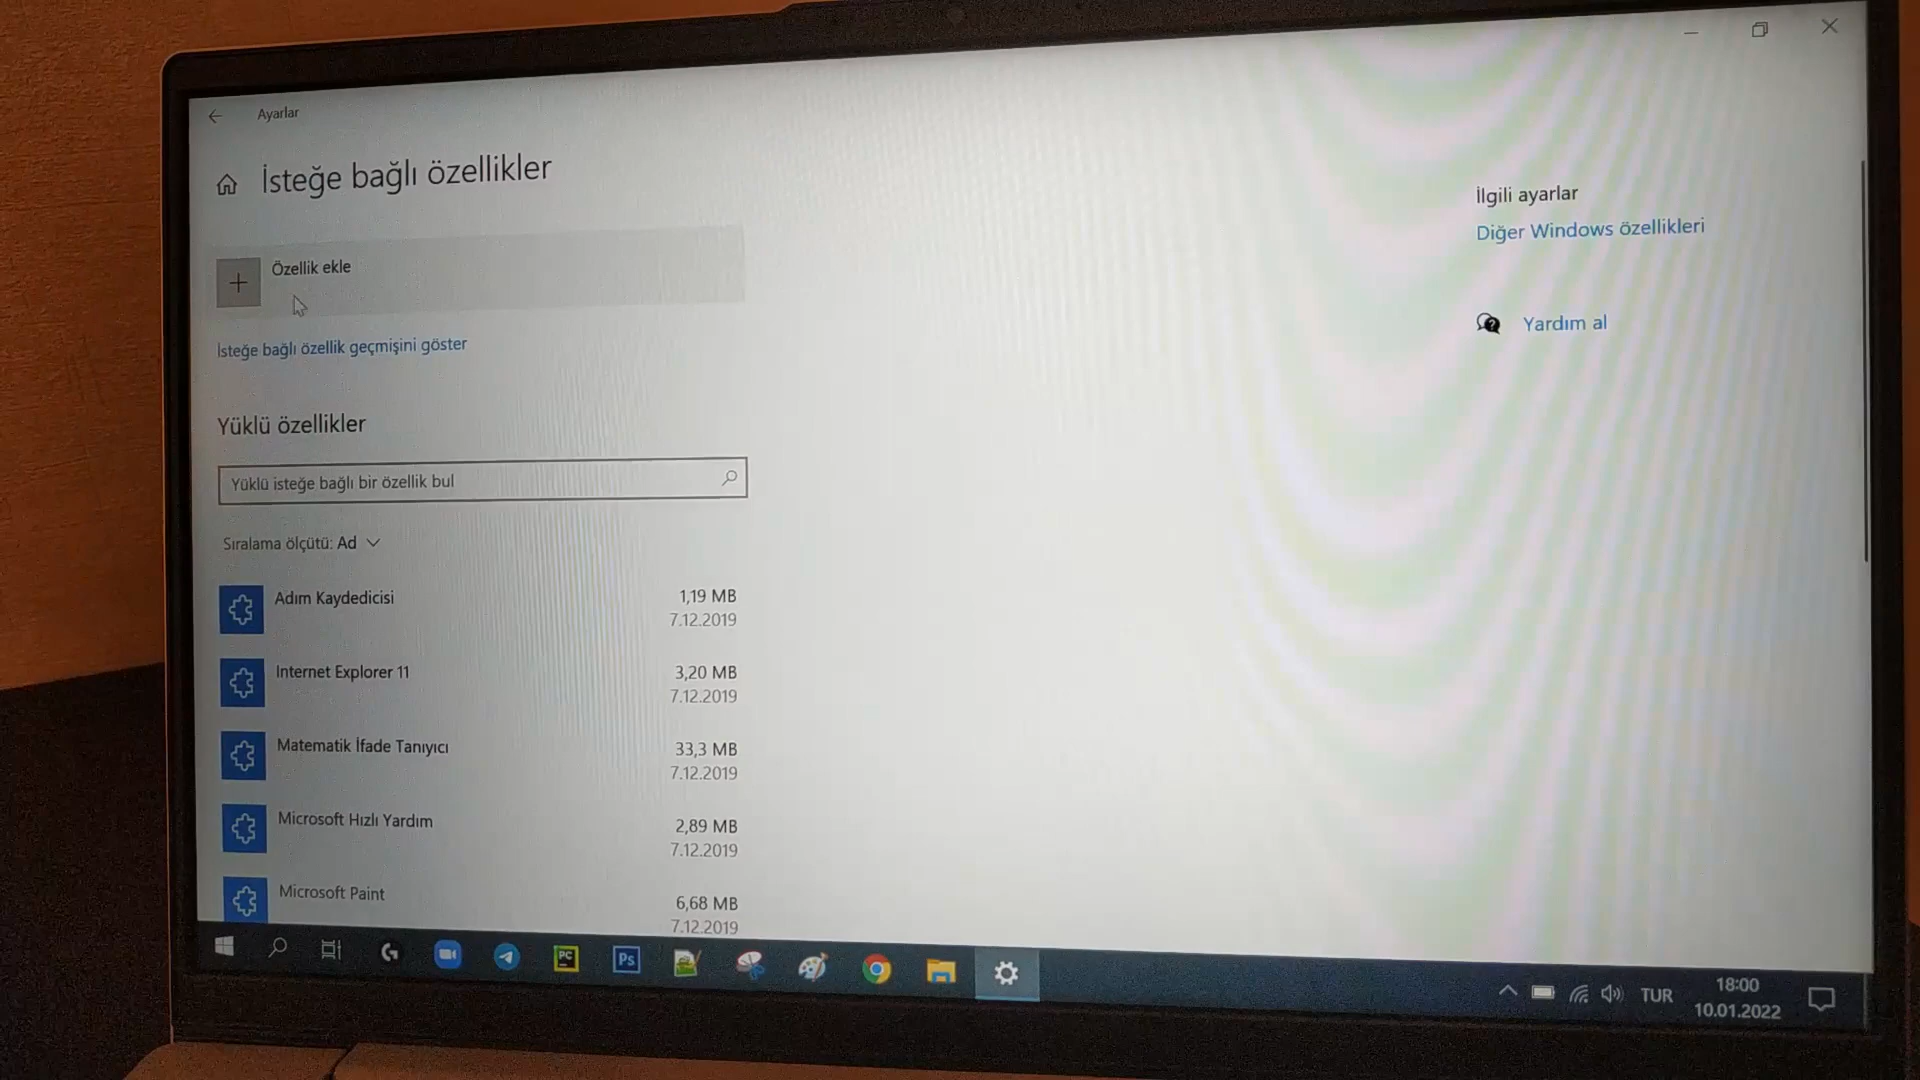 Ayarlar
İsteğe bağlı özellikler
Özellik ekle
İsteğe bağlı özellik geçmişini göster
Yüklü özellikler
Yüklü isteğe bağlı bir özellik bul
Sıralama ölçütü: Ad
Adım Kaydedicisi 1,19 MB
7.12.2019
Internet Explorer 11 3,20 MB
7.12.2019
Matematik İfade Tanıyıcı 33,3 MB
7.12.2019
Microsoft Hızlı Yardım 2,89 MB
7.12.2019
Microsoft Paint 6,68 MB
7.12.2019
İlgili ayarlar
Diğer Windows özellikleri
Yardım al
PC
Ps
TUR
18:00
10.01.2022